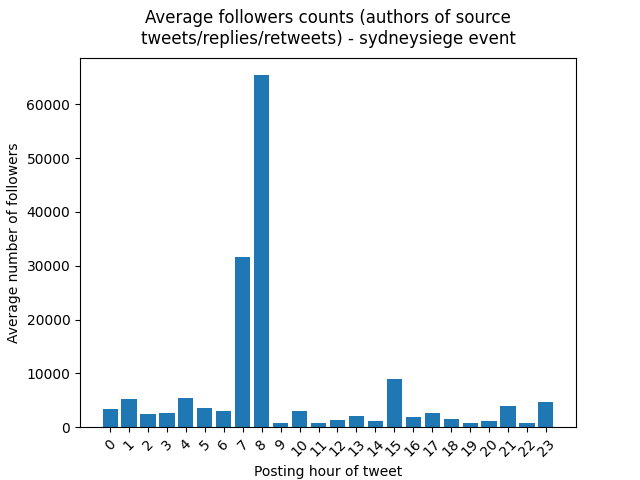 Average followers counts (authors of source
tweets/replies/retweets) - sydneysiege event
Average number of followers
60000
50000
40000
30000
20000
10000
0
0 1 2 3 4 5 6 7 8 9 10 11 12 13 14 15 16 17 18 19 20 21 22 23
Posting hour of tweet